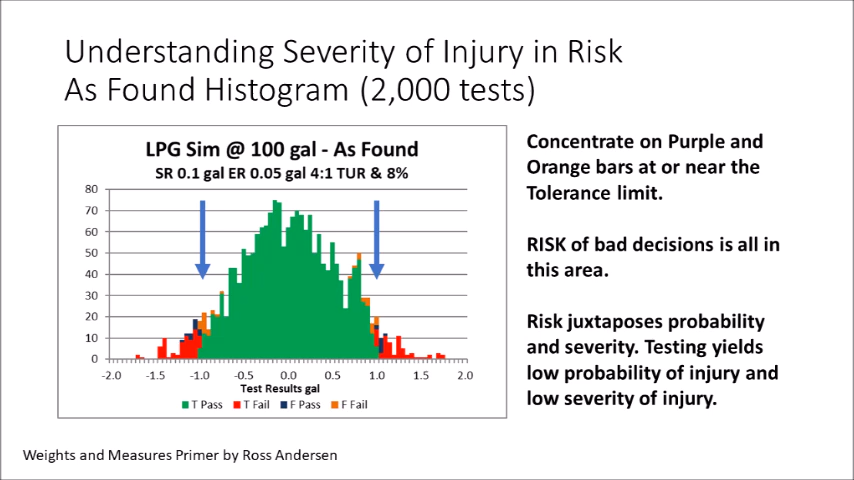 Understanding Severity of Injury in Risk
As Found Histogram (2,000 tests)
LPG Sim @ 100 gal - As Found
SR 0.1 gal ER 0.05 gal 4:1 TUR & 8%
80
70
60
50
40
30
20
10
0
-2.0 -1.5 -1.0 -0.5 0.0 0.5 1.0 1.5 2.0
Test Results gal
T Pass T Fail F Pass F Fail
Concentrate on Purple and
Orange bars at or near the
Tolerance limit.
RISK of bad decisions is all in
this area.
Risk juxtaposes probability
and severity. Testing yields
low probability of injury and
low severity of injury.
Weights and Measures Primer by Ross Andersen